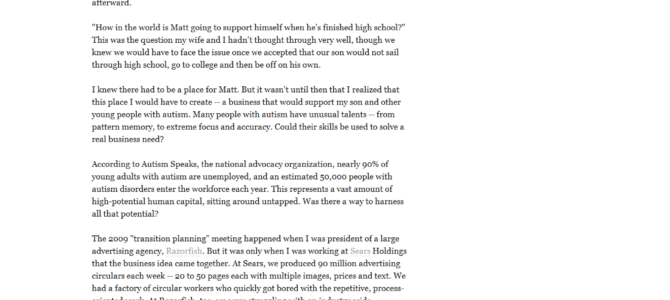 afterward.
"How in the world is Matt going to support himself when he's finished high school?"
This was the question my wife and I hadn't thought through very well, though we
knew we would have to face the issue once we accepted that our son would not sail
through high school, go to college and then be off on his own.
I knew there had to be a place for Matt. But it wasn't until then that I realized that
this place I would have to create -- a business that would support my son and other
young people with autism. Many people with autism have unusual talents -- from
pattern memory, to extreme focus and accuracy. Could their skills be used to solve a
real business need?
According to Autism Speaks, the national advocacy organization, nearly 90% of
young adults with autism are unemployed, and an estimated 50,000 people with
autism disorders enter the workforce each year. This represents a vast amount of
high-potential human capital, sitting around untapped. Was there a way to harness
all that potential?
The 2009 "transition planning" meeting happened when I was president of a large
advertising agency, Razorfish. But it was only when I was working at Sears Holdings
that the business idea came together. At Sears, we produced 90 million advertising
circulars each week -- 20 to 50 pages each with multiple images, prices and text. We
had a factory of circular workers who quickly got bored with the repetitive, process-